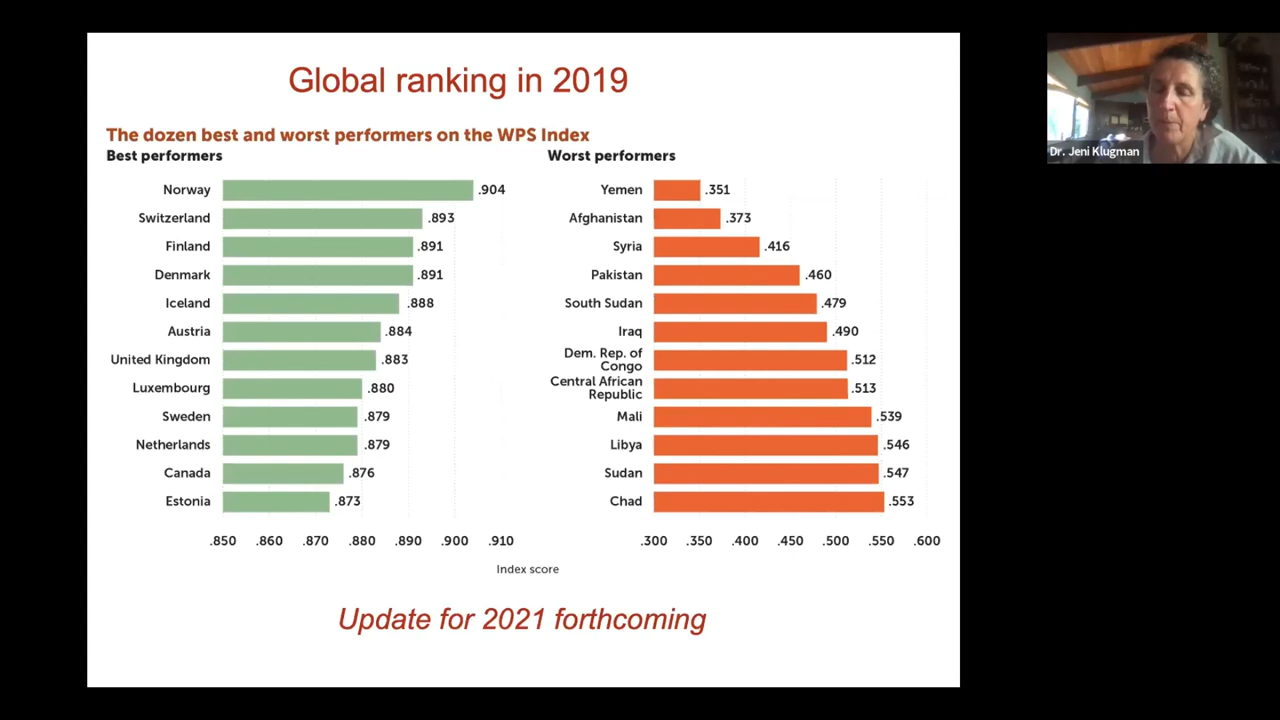 Global ranking in 2019
The dozen best and worst performers on the WPS Index
Best performers
Norway .904
Switzerland .893
Finland .891
Denmark .891
Iceland .888
Austria .884
United Kingdom .883
Luxembourg .880
Sweden .879
Netherlands .879
Canada .876
Estonia .873
.850 .860 .870 .880 .890 .900 .910
Worst performers
Yemen .351
Afghanistan .373
Syria .416
Pakistan .460
South Sudan .479
Iraq .490
Dem. Rep. of
Congo .512
Central African
Republic .513
Mali .539
Libya .546
Sudan .547
Chad .553
.300 .350 .400 .450 .500 .550 .600
Index score
Update for 2021 forthcoming
Dr. Jeni Klugman